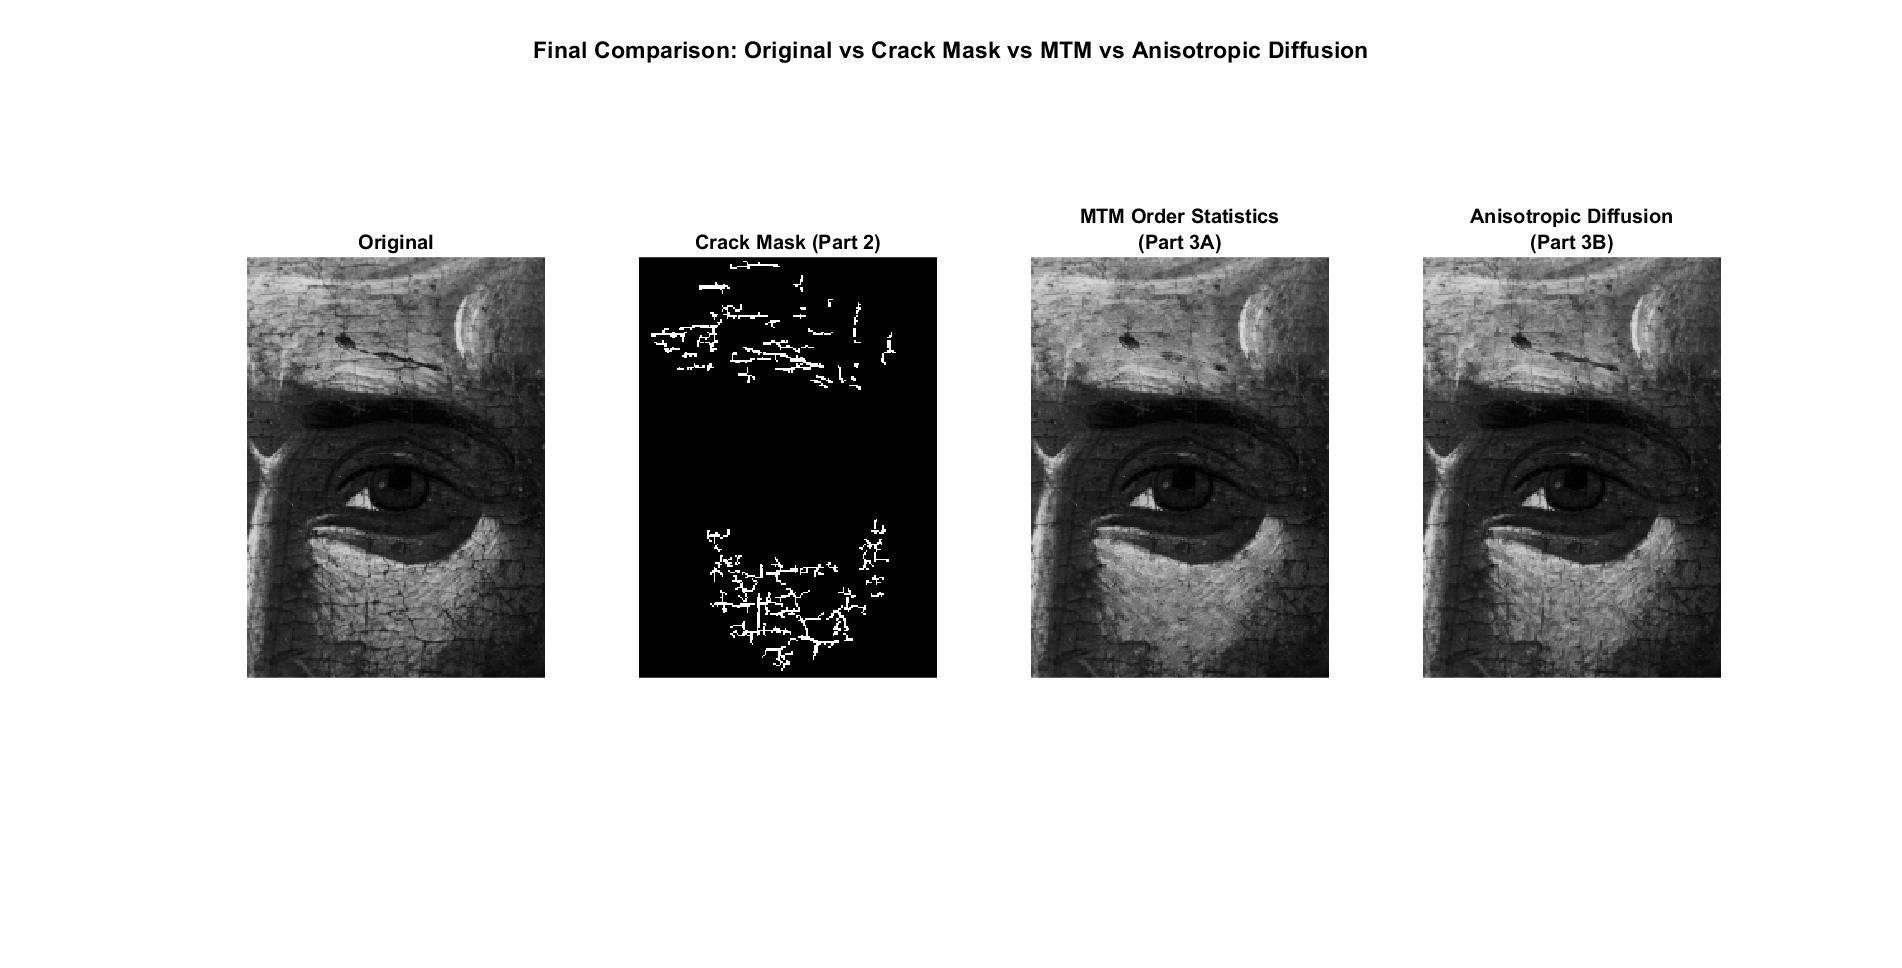 Final Comparison: Original vs Crack Mask vs MTM vs Anisotropic Diffusion
Original
Crack Mask (Part 2)
MTM Order Statistics
(Part 3A)
Anisotropic Diffusion
(Part 3B)